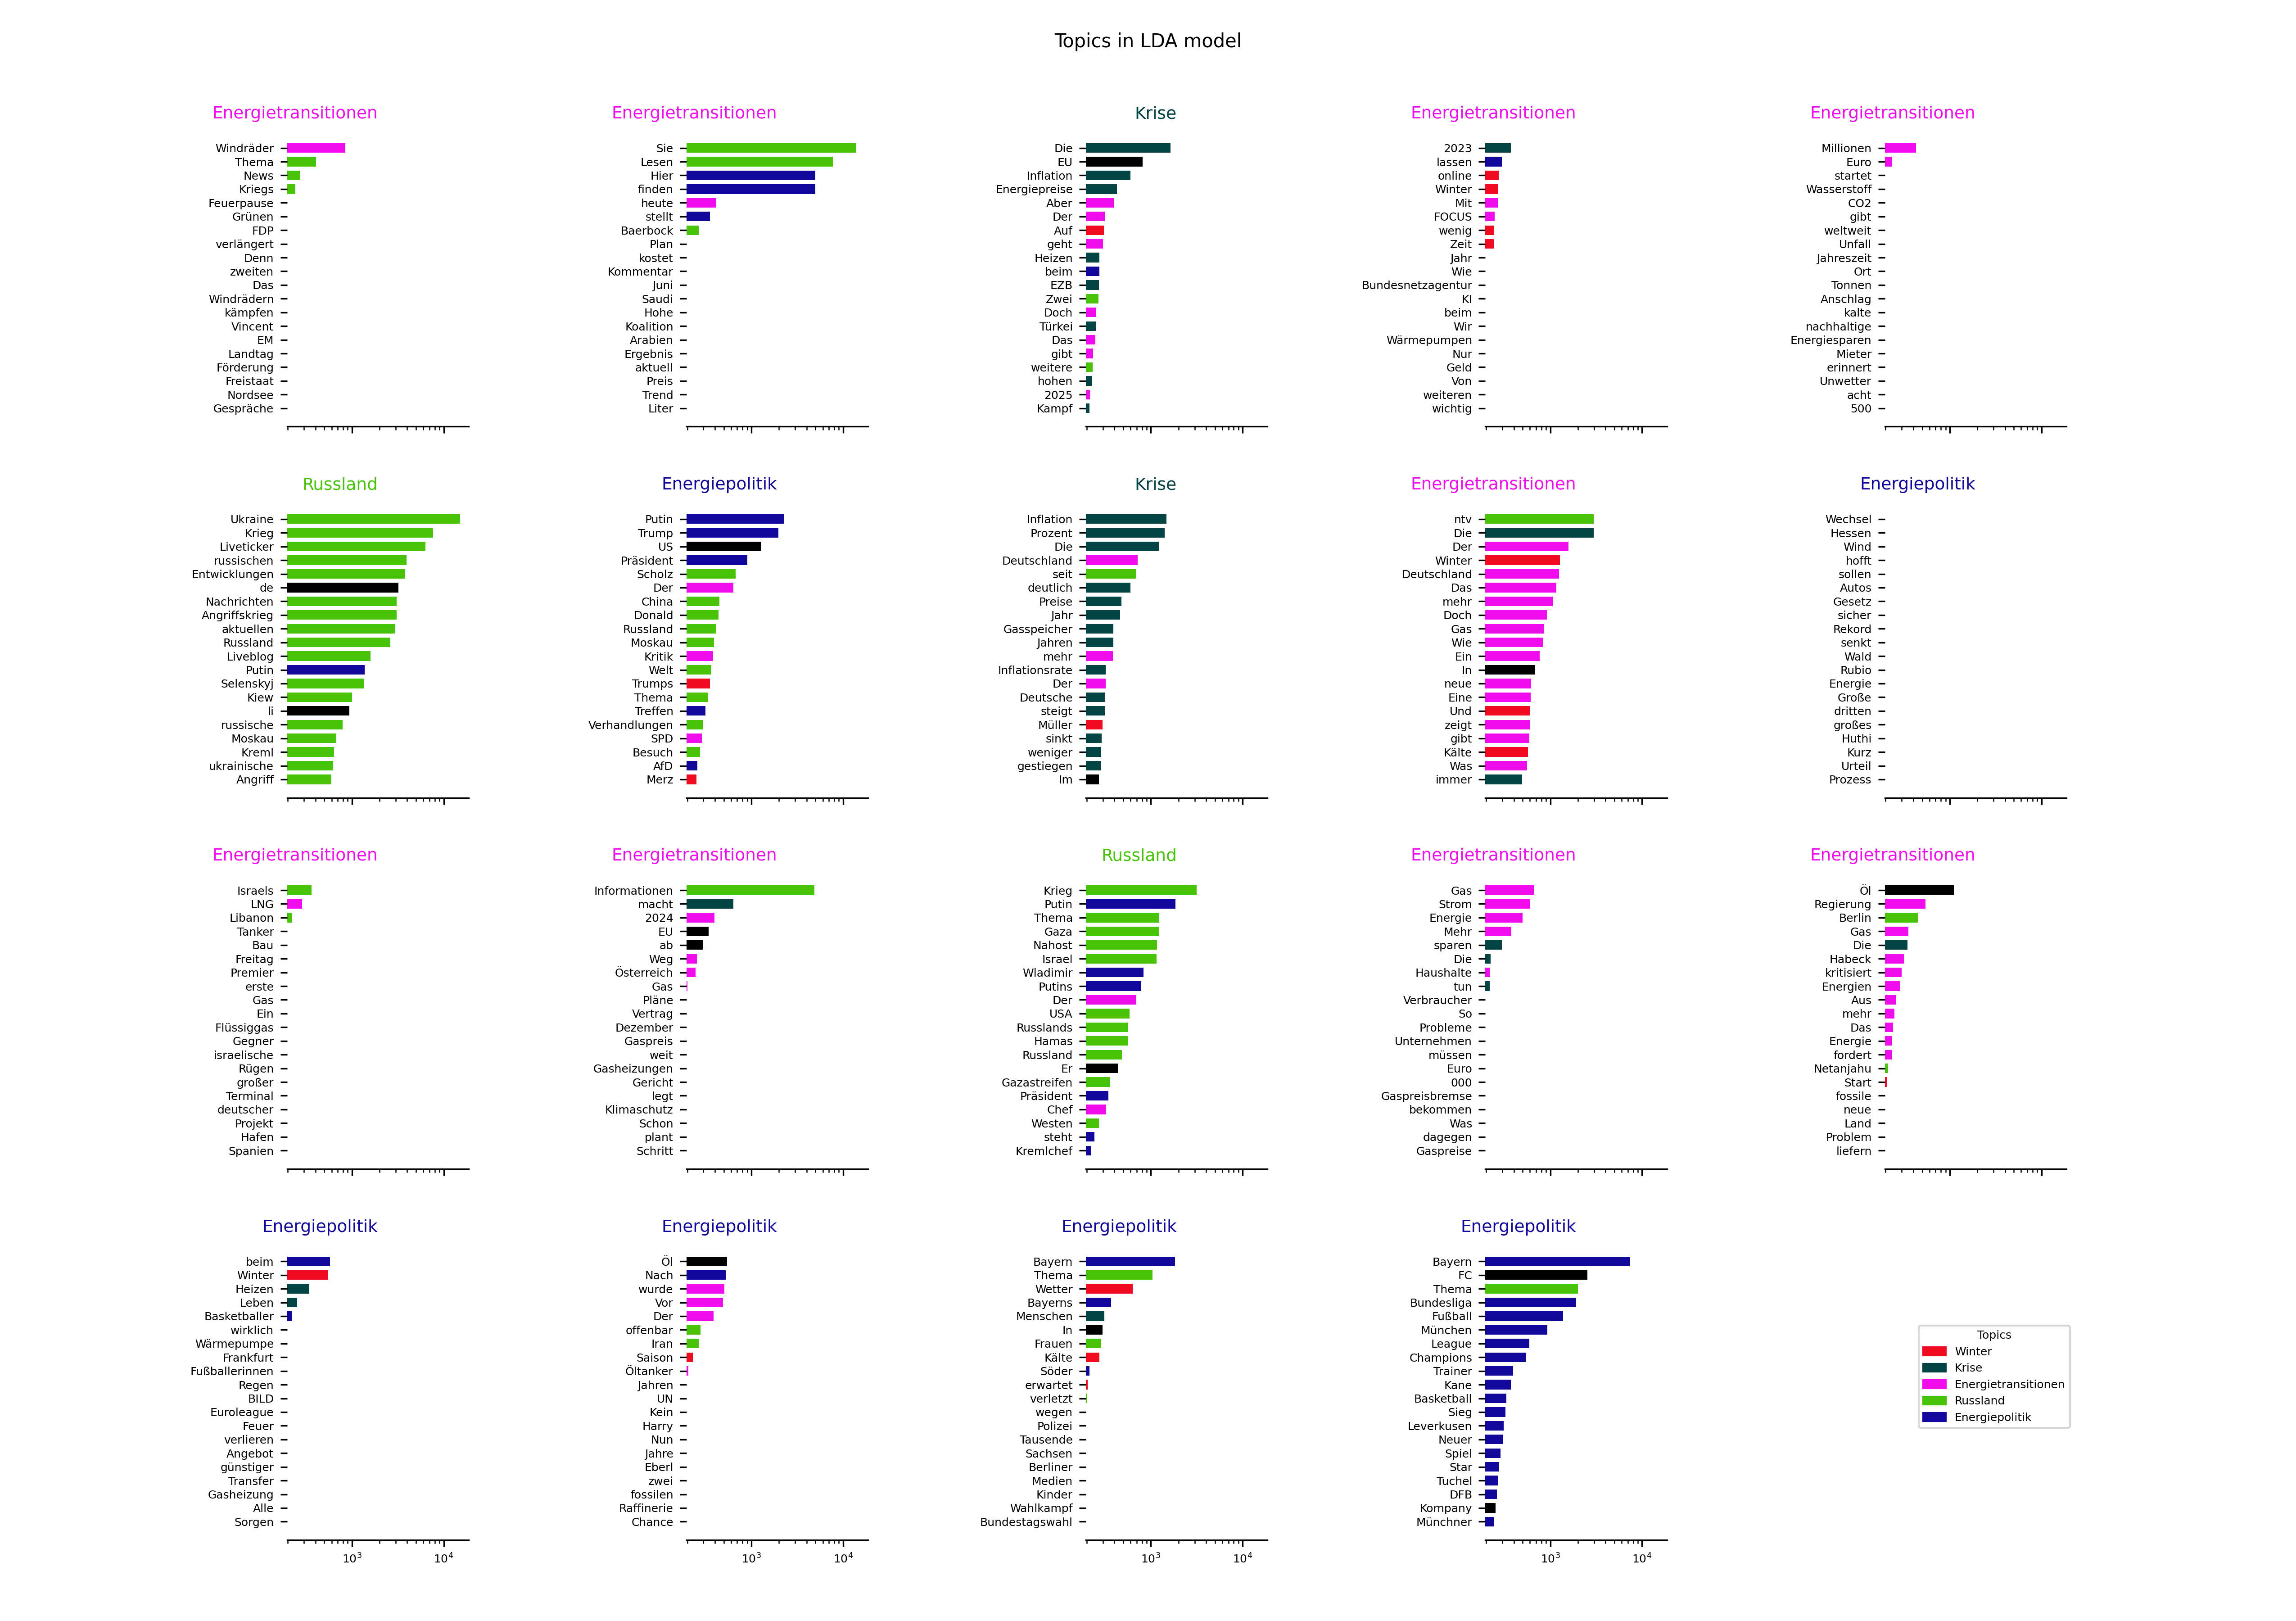 Topics in LDA model
Energietransitionen
Windräder
Thema
News
Kriegs
Feuerpause
Grünen
FDP
verlängert
Denn
zweiten
Das
Windrädern
kämpfen
Vincent
EM
Landtag
Förderung
Freistaat
Nordsee
Gespräche
Energietransitionen
Sie
Lesen
Hier
finden
heute
stellt
Baerbock
Plan
kostet
Kommentar
Juni
Saudi
Hohe
Koalition
Arabien
Ergebnis
aktuell
Preis
Trend
Liter
Krise
Die
EU
Inflation
Energiepreise
Aber
Der
Auf
geht
Heizen
beim
EZB
Zwei
Doch
Türkei
Das
gibt
weitere
hohen
2025
Kampf
Energietransitionen
2023
lassen
online
Winter
Mit
FOCUS
wenig
Zeit
Jahr
Wie
Bundesnetzagentur
KI
beim
Wir
Wärmepumpen
Nur
Geld
Von
weiteren
wichtig
Energietransitionen
Millionen
Euro
startet
Wasserstoff
CO2
gibt
weltweit
Unfall
Jahreszeit
Ort
Tonnen
Anschlag
kalte
nachhaltige
Energiesparen
Mieter
erinnert
Unwetter
acht
500
Russland
Ukraine
Krieg
Liveticker
russischen
Entwicklungen
de
Nachrichten
Angriffskrieg
aktuellen
Russland
Liveblog
Putin
Selenskyj
Kiew
li
russische
Moskau
Kreml
ukrainische
Angriff
Energiepolitik
Putin
Trump
US
Präsident
Scholz
Der
China
Donald
Russland
Moskau
Kritik
Welt
Trumps
Thema
Treffen
Verhandlungen
SPD
Besuch
AfD
Merz
Krise
Inflation
Prozent
Die
Deutschland
seit
deutlich
Preise
Jahr
Gasspeicher
Jahren
mehr
Inflationsrate
Der
Deutsche
steigt
Müller
sinkt
weniger
gestiegen
Im
Energietransitionen
ntv
Die
Der
Winter
Deutschland
Das
mehr
Doch
Gas
Wie
Ein
In
neue
Eine
Und
zeigt
gibt
Kälte
Was
immer
Energiepolitik
Wechsel
Hessen
Wind
hofft
sollen
Autos
Gesetz
sicher
Rekord
senkt
Wald
Rubio
Energie
Große
dritten
großes
Huthi
Kurz
Urteil
Prozess
Energietransitionen
Israels
LNG
Libanon
Tanker
Bau
Freitag
Premier
erste
Gas
Ein
Flüssiggas
Gegner
israelische
Rügen
großer
Terminal
deutscher
Projekt
Hafen
Spanien
Energietransitionen
Informationen
macht
2024
EU
ab
Weg
Österreich
Gas
Pläne
Vertrag
Dezember
Gaspreis
weit
Gasheizungen
Gericht
legt
Klimaschutz
Schon
plant
Schritt
Russland
Krieg
Putin
Thema
Gaza
Nahost
Israel
Wladimir
Putins
Der
USA
Russlands
Hamas
Russland
Er
Gazastreifen
Präsident
Chef
Westen
steht
Kremlchef
Energietransitionen
Gas
Strom
Energie
Mehr
sparen
Die
Haushalte
tun
Verbraucher
So
Probleme
Unternehmen
müssen
Euro
000
Gaspreisbremse
bekommen
Was
dagegen
Gaspreise
Energietransitionen
Öl
Regierung
Berlin
Gas
Die
Habeck
kritisiert
Energien
Aus
mehr
Das
Energie
fordert
Netanjahu
Start
fossile
neue
Land
Problem
liefern
Energiepolitik
beim
Winter
Heizen
Leben
Basketballer
wirklich
Wärmepumpe
Frankfurt
Fußballerinnen
Regen
BILD
Euroleague
Feuer
verlieren
Angebot
günstiger
Transfer
Gasheizung
Alle
Sorgen
10³ 10⁴
Energiepolitik
Öl
Nach
wurde
Vor
Der
offenbar
Iran
Saison
Öltanker
Jahren
UN
Kein
Harry
Nun
Jahre
Eberl
zwei
fossilen
Raffinerie
Chance
10³ 10⁴
Energiepolitik
Bayern
Thema
Wetter
Bayerns
Menschen
In
Frauen
Kälte
Söder
erwartet
verletzt
wegen
Polizei
Tausende
Sachsen
Berliner
Medien
Kinder
Wahlkampf
Bundestagswahl
10³ 10⁴
Energiepolitik
Bayern
FC
Thema
Bundesliga
Fußball
München
League
Champions
Trainer
Kane
Basketball
Sieg
Leverkusen
Neuer
Spiel
Star
Tuchel
DFB
Kompany
Münchner
10³ 10⁴
Topics
Winter
Krise
Energietransitionen
Russland
Energiepolitik